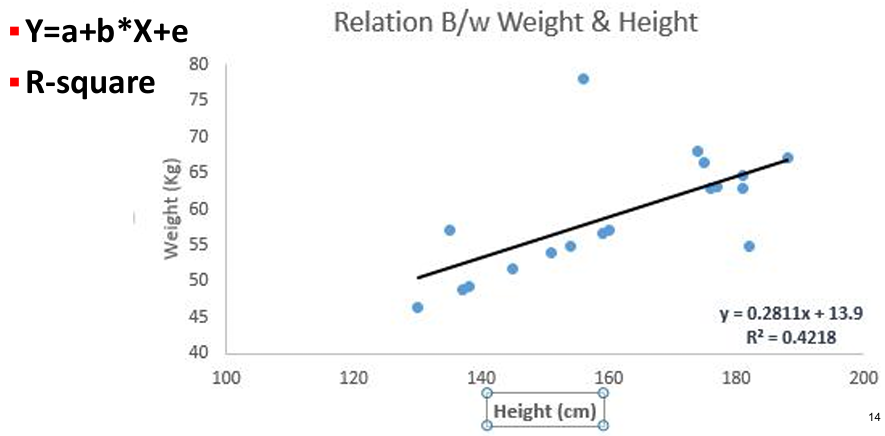 ▪Y=a+b*X+e
▪R-square
Relation B/w Weight & Height
Weight (Kg)
80
75
70
65
60
55
50
45
40
y = 0.2811x + 13.9
R² = 0.4218
100 120 140 160 180 200
Height (cm)
14